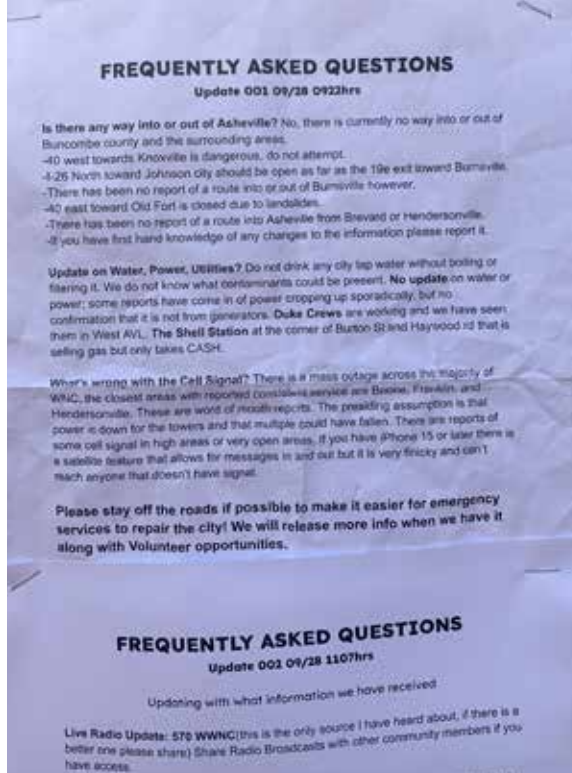 FREQUENTLY ASKED QUESTIONS
Update 001 09/28 0922hrs
Is there any way into or out of Asheville? No, there is currently no way into or out of
Buncombe county and the surrounding areas.
-40 west towards Knoxville is dangerous, do not attempt.
-I-26 North toward Johnson city should be open as far as the 19e exit toward Burnsville.
-There has been no report of a route into or out of Burnsville however.
-40 east toward Old Fort is closed due to landslides.
-There has been no report of a route into Asheville from Brevard or Hendersonville.
-If you have first hand knowledge of any changes to the information please report it.
Update on Water, Power, Utilities? Do not drink any city tap water without boiling or
filtering it. We do not know what contaminants could be present. No update on water or
power; some reports have come in of power cropping up sporadically, but no
confirmation that it is not from generators. Duke Crews are working and we have seen
them in West AVL. The Shell Station at the corner of Burton St and Haywood rd that is
selling gas but only takes CASH.
What's wrong with the Cell Signal? There is a mass outage across the majority of
WNC, the closest areas with reported consistent service are Boone, Franklin, and
Hendersonville. These are word of mouth reports. The presiding assumption is that
power is down for the towers and that multiple could have fallen. There are reports of
some cell signal in high areas or very open areas, if you have iPhone 15 or later there is
a satellite feature that allows for messages in and out but it is very finicky and can't
reach anyone that doesn't have signal.
Please stay off the roads if possible to make it easier for emergency
services to repair the city! We will release more info when we have it
along with Volunteer opportunities.
FREQUENTLY ASKED QUESTIONS
Update 002 09/28 1107hrs
Updating with what information we have received
Live Radio Update: 570 WWNC(this is the only source I have heard about, if there is a
better one please share) Share Radio Broadcasts with other community members if you
have access.